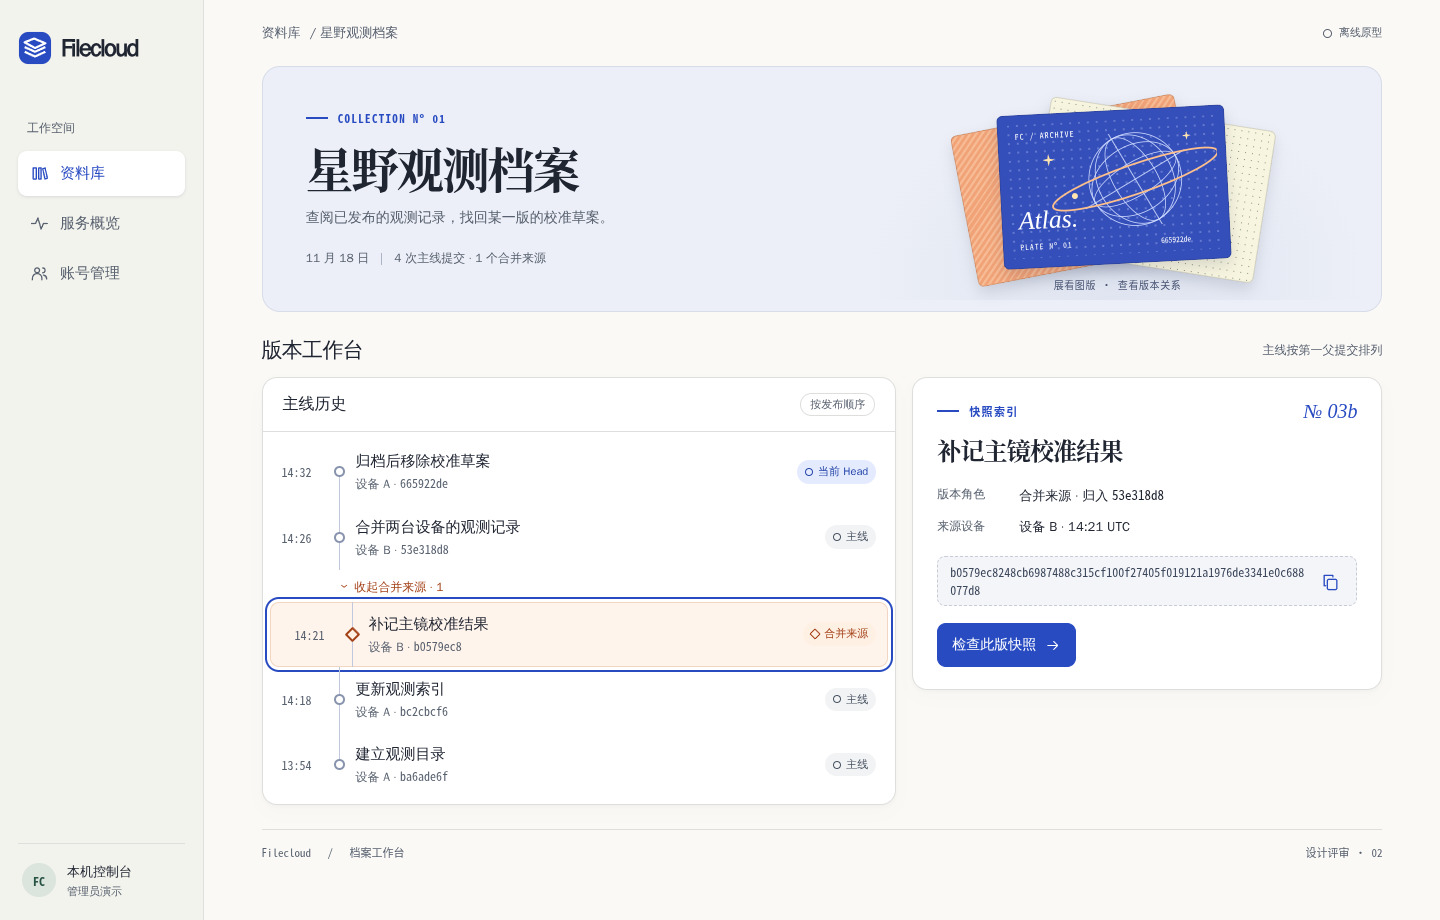 Filecloud
工作空间
资料库
服务概览
账号管理
FC
本机控制台
管理员演示
资料库 / 星野观测档案
离线原型
COLLECTION Nº 01
星野观测档案
查阅已发布的观测记录，找回某一版的校准草案。
11 月 18 日 | 4 次主线提交 · 1 个合并来源
FC / ARCHIVE
Atlas.
PLATE Nº 01
665922de
展看图版 · 查看版本关系
版本工作台
主线按第一父提交排列
主线历史
按发布顺序
14:32
归档后移除校准草案
设备 A · 665922de
当前 Head
14:26
合并两台设备的观测记录
设备 B · 53e318d8
主线
收起合并来源 · 1
14:21
补记主镜校准结果
设备 B · b0579ec8
合并来源
14:18
更新观测索引
设备 A · bc2cbcf6
主线
13:54
建立观测目录
设备 A · ba6ade6f
主线
快照索引
№ 03b
补记主镜校准结果
版本角色 合并来源 · 归入 53e318d8
来源设备 设备 B · 14:21 UTC
b0579ec8248cb6987488c315cf100f27405f019121a1976de3341e0c688
077d8
检查此版快照 →
Filecloud / 档案工作台
设计评审 · 02